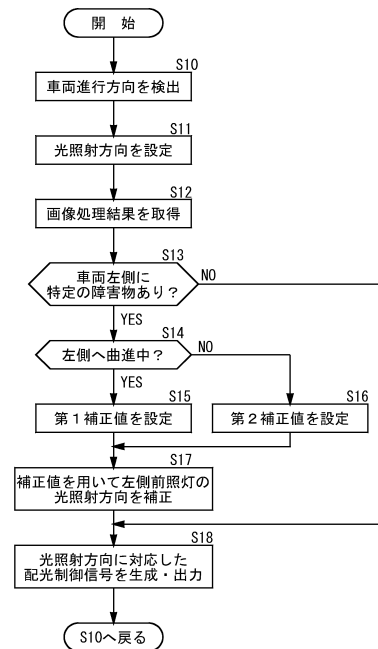 開 始
S10
車両進行方向を検出
S11
光照射方向を設定
S12
画像処理結果を取得
S13
車両左側に
特定の障害物あり？
NO
YES
S14
左側へ曲進中？
NO
YES
S15
第１補正値を設定
S16
第２補正値を設定
S17
補正値を用いて左側前照灯の
光照射方向を補正
S18
光照射方向に対応した
配光制御信号を生成・出力
S10へ戻る